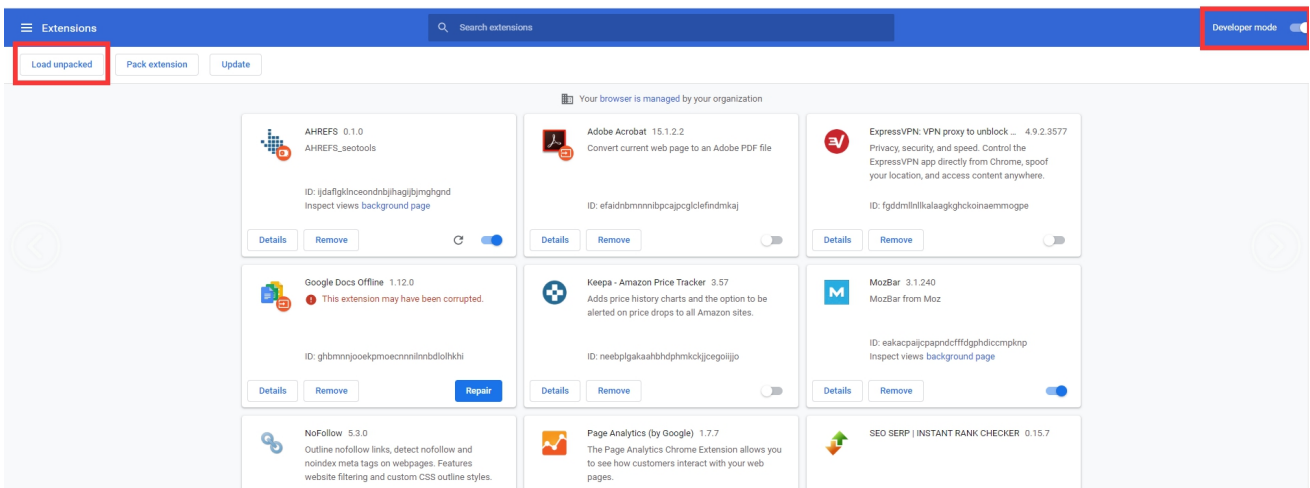 Extensions
Search extensions
Developer mode
Load unpacked
Pack extension
Update
Your browser is managed by your organization
AHREFS 0.1.0
AHREFS_seotools
ID: ijdaflgklnceondnbjihagijbjmghgnd
Inspect views background page
Details
Remove
Adobe Acrobat 15.1.2.2
Convert current web page to an Adobe PDF file
ID: efaidnbmnnnibpcajpcglclefindmkaj
Details
Remove
ExpressVPN: VPN proxy to unblock ... 4.9.2.3577
Privacy, security, and speed. Control the
ExpressVPN app directly from Chrome, spoof
your location, and access content anywhere.
ID: fgddmllnllkalaagkghckoinaemmogpe
Details
Remove
Google Docs Offline 1.12.0
This extension may have been corrupted.
ID: ghbmnnjooekpmoecnnnilnnbdlolhkhi
Details
Remove
Repair
Keepa - Amazon Price Tracker 3.57
Adds price history charts and the option to be
alerted on price drops to all Amazon sites.
ID: neebplgakaahbhdphmkckjjcegoiijjo
Details
Remove
M
MozBar 3.1.240
MozBar from Moz
ID: eakacpaijcpapndcfffdgphdiccmpknp
Inspect views background page
Details
Remove
NoFollow 5.3.0
Outline nofollow links, detect nofollow and
noindex meta tags on webpages. Features
website filtering and custom CSS outline styles.
Page Analytics (by Google) 1.7.7
The Page Analytics Chrome Extension allows you
to see how customers interact with your web
pages.
SEO SERP | INSTANT RANK CHECKER 0.15.7